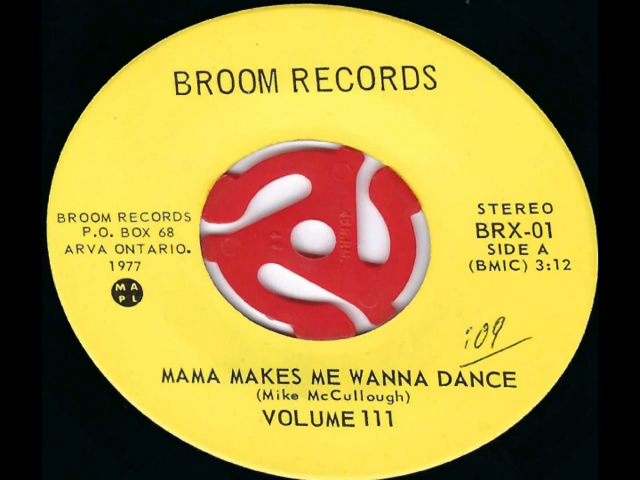 BROOM RECORDS
BROOM RECORDS
P.O. BOX 68
ARVA ONTARIO.
1977
M A
P L
STEREO
BRX-01
SIDE A
(BMIC) 3:12
:09
MAMA MAKES ME WANNA DANCE
(Mike McCullough)
VOLUME 111